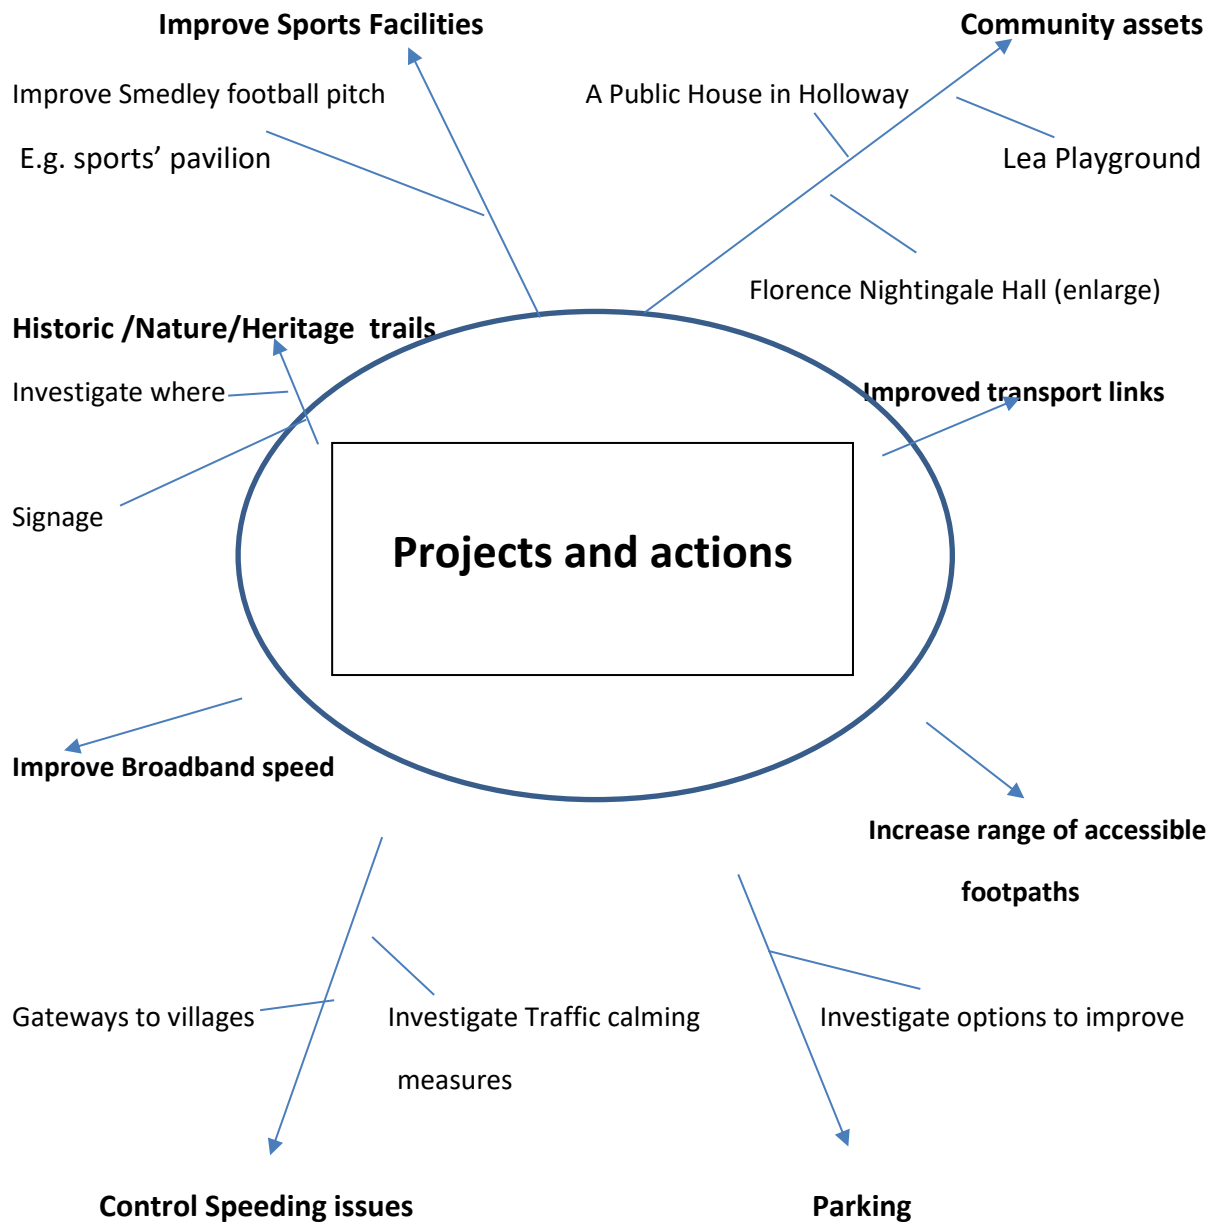 Improve Sports Facilities
Community assets
Improve Smedley football pitch
A Public House in Holloway
E.g. sports’ pavilion
Lea Playground
Florence Nightingale Hall (enlarge)
Historic /Nature/Heritage  trails
Investigate where
Improved transport links
Signage
Projects and actions
Improve Broadband speed
Increase range of accessible
footpaths
Gateways to villages
Investigate Traffic calming
measures
Investigate options to improve
Control Speeding issues
Parking